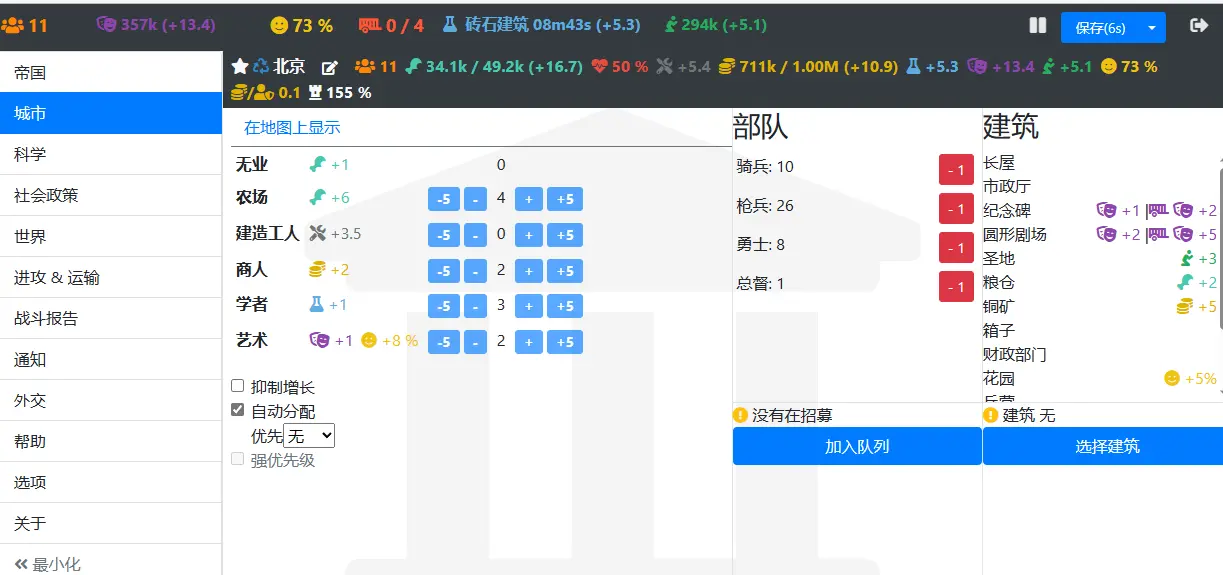 11 357k (+13.4) 73 % 0 / 4 砖石建筑 08m43s (+5.3) 294k (+5.1) 保存(6s)
帝国
城市
科学
社会政策
世界
进攻 & 运输
战斗报告
通知
外交
帮助
选项
关于
最小化
北京 11 34.1k / 49.2k (+16.7) 50 % +5.4 711k / 1.00M (+10.9) +5.3 +13.4 +5.1 73 %
/ 0.1 155 %
在地图上显示
无业 +1 0
农场 +6 -5 - 4 + +5
建造工人 +3.5 -5 - 0 + +5
商人 +2 -5 - 2 + +5
学者 +1 -5 - 3 + +5
艺术 +1 +8 % -5 - 2 + +5
抑制增长
自动分配
优先 无
强优先级
部队
骑兵: 10 - 1
枪兵: 26 - 1
勇士: 8 - 1
总督: 1 - 1
没有在招募
加入队列
建筑
长屋
市政厅
纪念碑 +1 | +2
圆形剧场 +2 | +5
圣地 +3
粮仓 +2
铜矿 +5
箱子
财政部门
花园 +5%
兵营
建筑 无
选择建筑